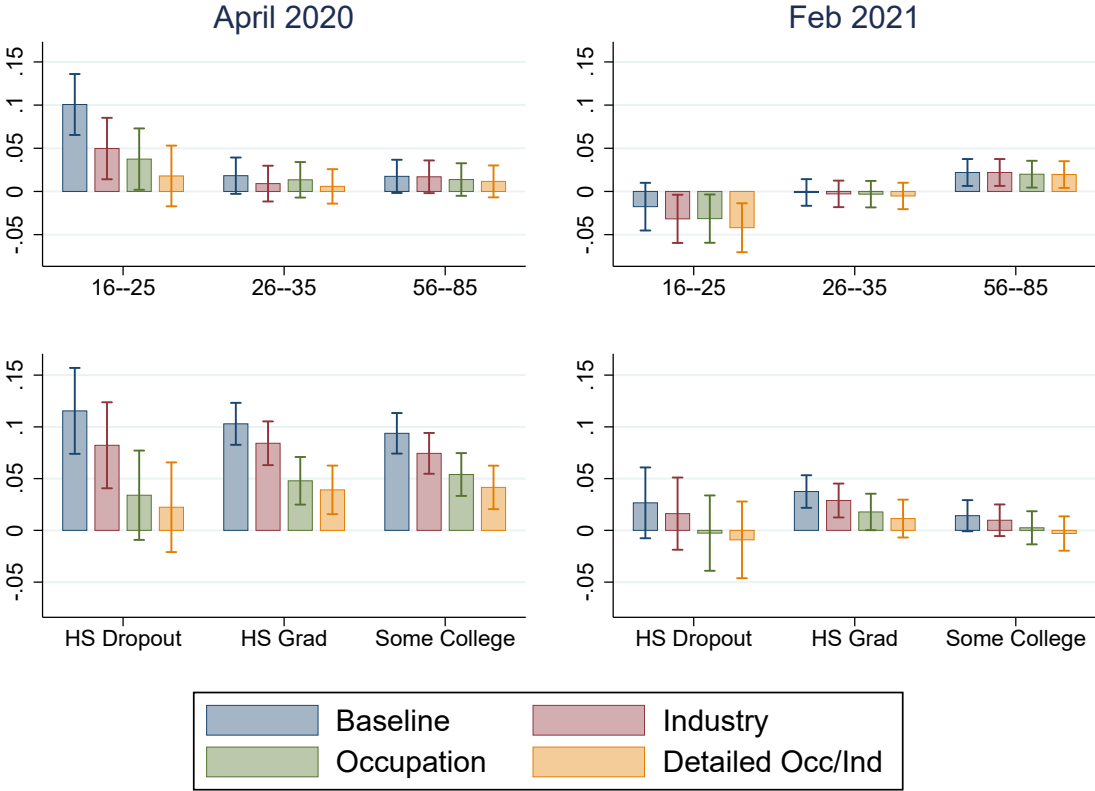 April 2020
Feb 2021
.15
.1
.05
0
-.05
16--25
26--35
56--85
.15
.1
.05
0
-.05
16--25
26--35
56--85
.15
.1
.05
0
-.05
HS Dropout
HS Grad
Some College
.15
.1
.05
0
-.05
HS Dropout
HS Grad
Some College
Baseline
Industry
Occupation
Detailed Occ/Ind